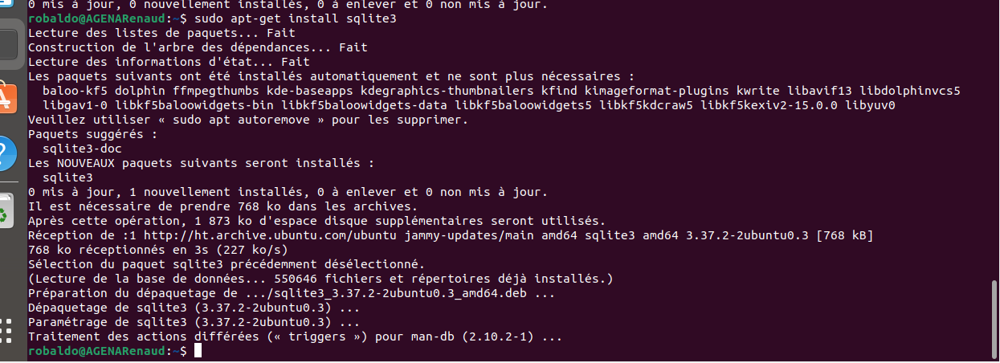 0 mis à jour, 0 nouvellement installés, 0 à enlever et 0 non mis à jour.
robaldo@AGENARenaud:~$ sudo apt-get install sqlite3
Lecture des listes de paquets... Fait
Construction de l'arbre des dépendances... Fait
Lecture des informations d'état... Fait
Les paquets suivants ont été installés automatiquement et ne sont plus nécessaires :
  baloo-kf5 dolphin ffmpegthumbs kde-baseapps kdegraphics-thumbnailers kfind kimageformat-plugins kwrite libavif13 libdolphinvcs5
  libgav1-0 libkf5baloowidgets-bin libkf5baloowidgets-data libkf5baloowidgets5 libkf5kdcraw5 libkf5kexiv2-15.0.0 libyuv0
Veuillez utiliser « sudo apt autoremove » pour les supprimer.
Paquets suggérés :
  sqlite3-doc
Les NOUVEAUX paquets suivants seront installés :
  sqlite3
0 mis à jour, 1 nouvellement installés, 0 à enlever et 0 non mis à jour.
Il est nécessaire de prendre 768 ko dans les archives.
Après cette opération, 1 873 ko d'espace disque supplémentaires seront utilisés.
Réception de :1 http://ht.archive.ubuntu.com/ubuntu jammy-updates/main amd64 sqlite3 amd64 3.37.2-2ubuntu0.3 [768 kB]
768 ko réceptionnés en 3s (227 ko/s)
Sélection du paquet sqlite3 précédemment désélectionné.
(Lecture de la base de données... 550646 fichiers et répertoires déjà installés.)
Préparation du dépaquetage de .../sqlite3_3.37.2-2ubuntu0.3_amd64.deb ...
Dépaquetage de sqlite3 (3.37.2-2ubuntu0.3) ...
Paramétrage de sqlite3 (3.37.2-2ubuntu0.3) ...
Traitement des actions différées (« triggers ») pour man-db (2.10.2-1) ...
robaldo@AGENARenaud:~$